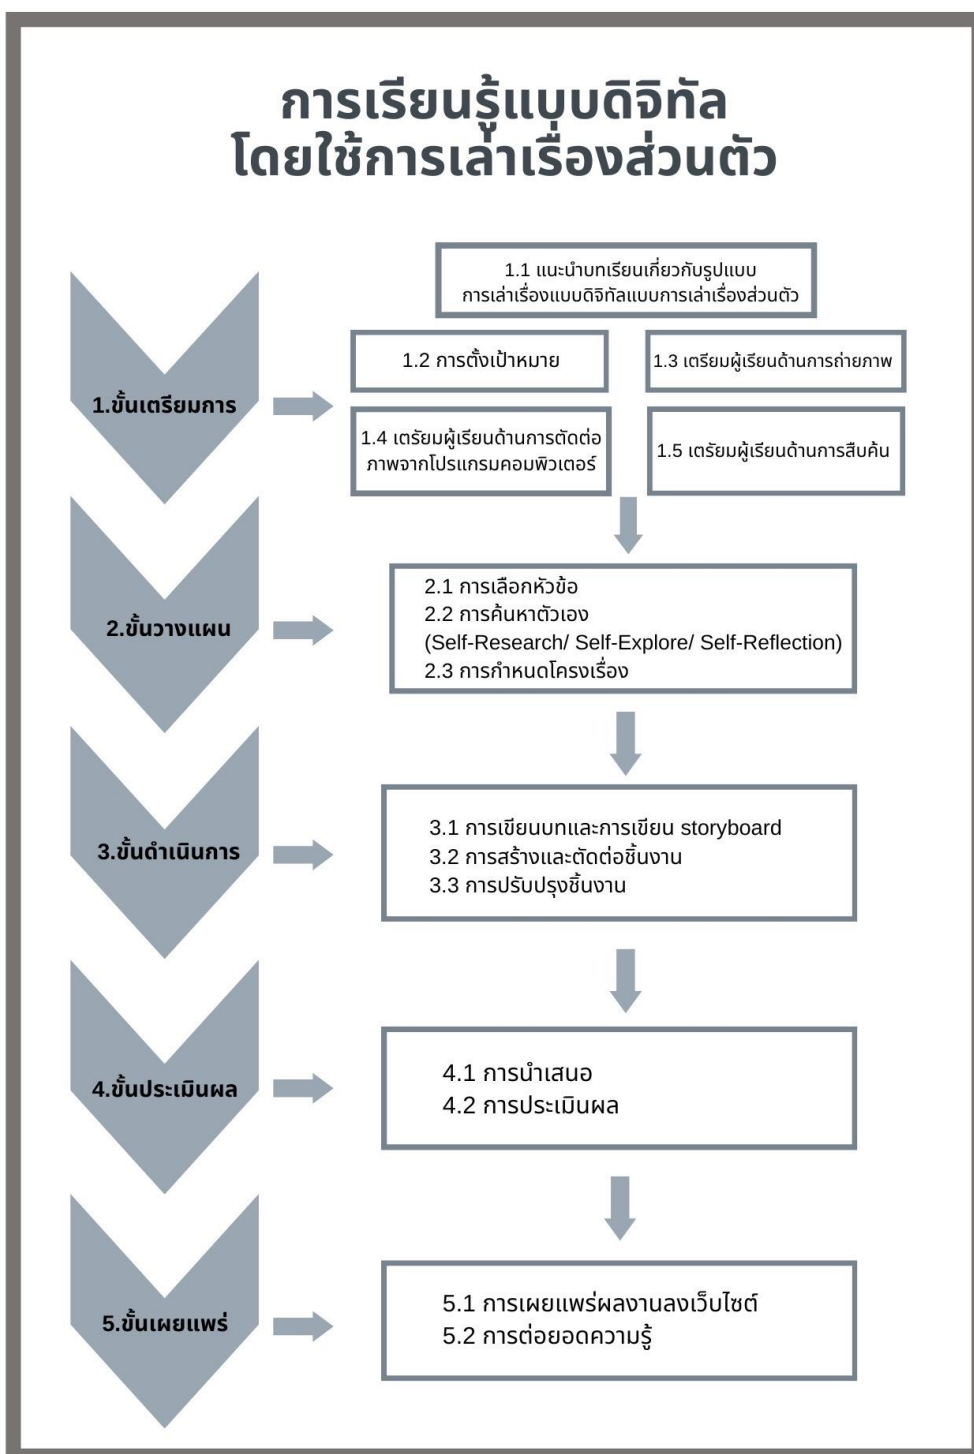 การเรียนรู้แบบดิจิทัล
โดยใช้การเล่าเรื่องส่วนตัว
1.ขั้นเตรียมการ
1.1 แนะนำบทเรียนเกี่ยวกับรูปแบบ
การเล่าเรื่องแบบดิจิทัลแบบการเล่าเรื่องส่วนตัว
1.2 การตั้งเป้าหมาย
1.3 เตรียมผู้เรียนด้านการถ่ายภาพ
1.4 เตรัยมผู้เรียนด้านการตัดต่อ
ภาพจากโปรแกรมคอมพิวเตอร์
1.5 เตรัยมผู้เรียนด้านการสืบค้น
2.ขั้นวางแผน
2.1 การเลือกหัวข้อ
2.2 การค้นหาตัวเอง
(Self-Research/ Self-Explore/ Self-Reflection)
2.3 การกำหนดโครงเรื่อง
3.ขั้นดำเนินการ
3.1 การเขียนบทและการเขียน storyboard
3.2 การสร้างและตัดต่อชิ้นงาน
3.3 การปรับปรุงชิ้นงาน
4.ขั้นประเมินผล
4.1 การนำเสนอ
4.2 การประเมินผล
5.ขั้นเผยแพร่
5.1 การเผยแพร่ผลงานลงเว็บไซต์
5.2 การต่อยอดความรู้